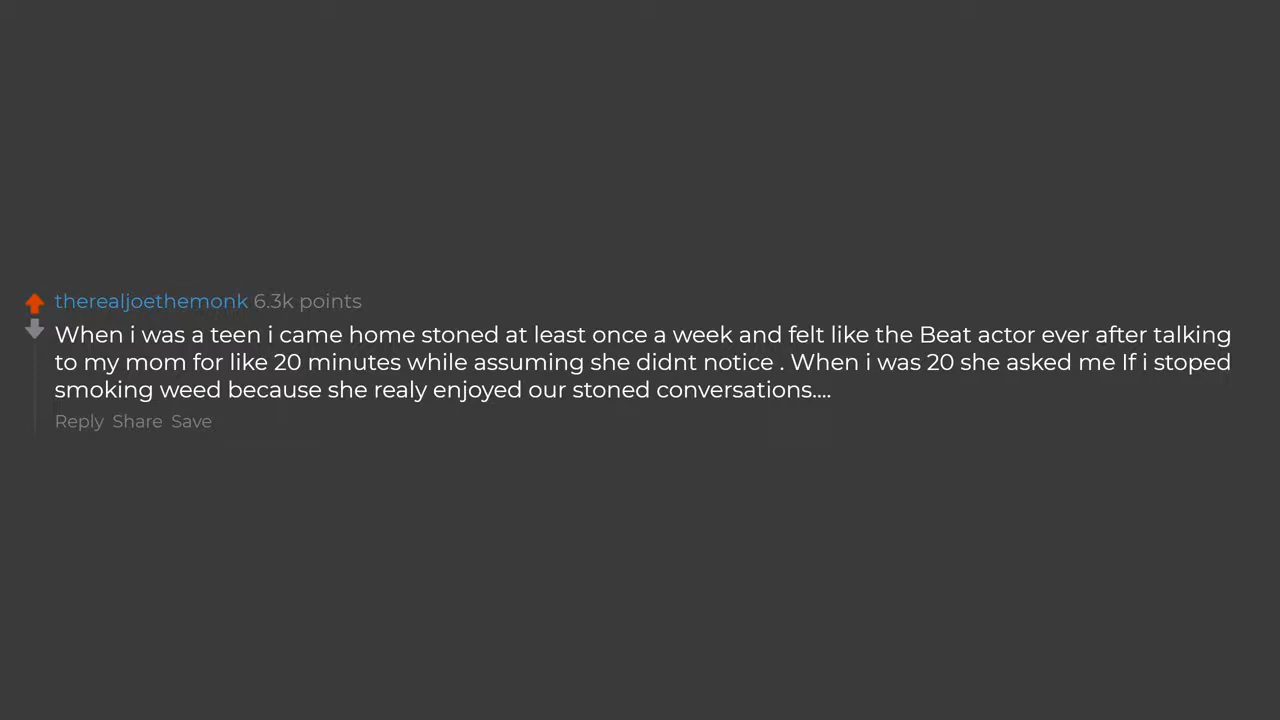 therealjoethemonk 6.3k points
When i was a teen i came home stoned at least once a week and felt like the Beat actor ever after talking
to my mom for like 20 minutes while assuming she didnt notice . When i was 20 she asked me If i stoped
smoking weed because she realy enjoyed our stoned conversations....
Reply Share Save